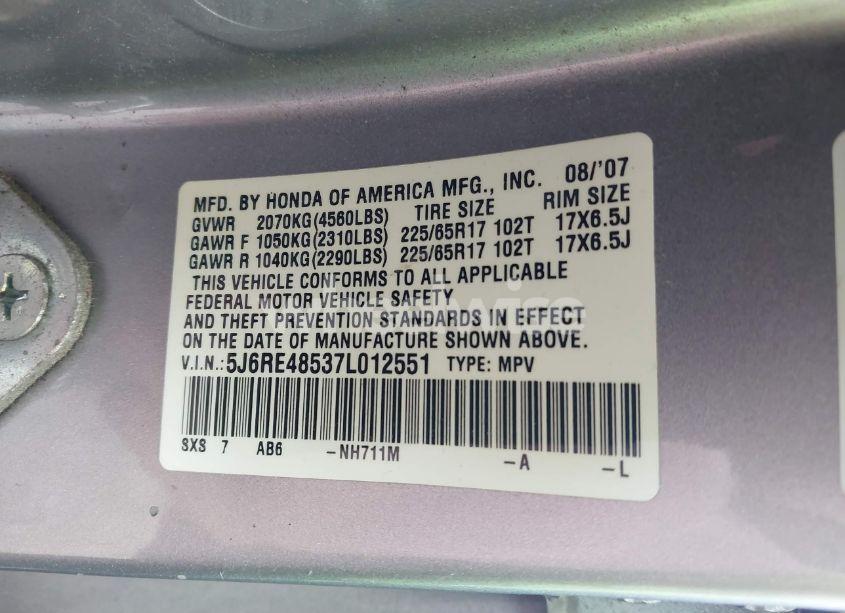 MFD. BY HONDA OF AMERICA MFG., INC. 08/'07
GVWR 2070KG(4560LBS) TIRE SIZE RIM SIZE
GAWR F 1050KG(2310LBS) 225/65R17 102T 17X6.5J
GAWR R 1040KG(2290LBS) 225/65R17 102T 17X6.5J
THIS VEHICLE CONFORMS TO ALL APPLICABLE
FEDERAL MOTOR VEHICLE SAFETY
AND THEFT PREVENTION STANDARDS IN EFFECT
ON THE DATE OF MANUFACTURE SHOWN ABOVE.
V.I.N.: 5J6RE48537L012551 TYPE: MPV
SXS 7 AB6 -NH711M -A -L